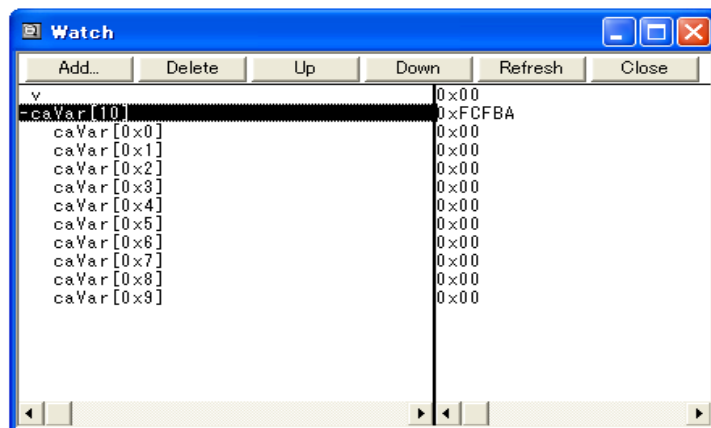 Watch
Add... Delete Up Down Refresh Close
v 0x00
-caVar[10] 0xFCFBA
caVar[0x0] 0x00
caVar[0x1] 0x00
caVar[0x2] 0x00
caVar[0x3] 0x00
caVar[0x4] 0x00
caVar[0x5] 0x00
caVar[0x6] 0x00
caVar[0x7] 0x00
caVar[0x8] 0x00
caVar[0x9] 0x00